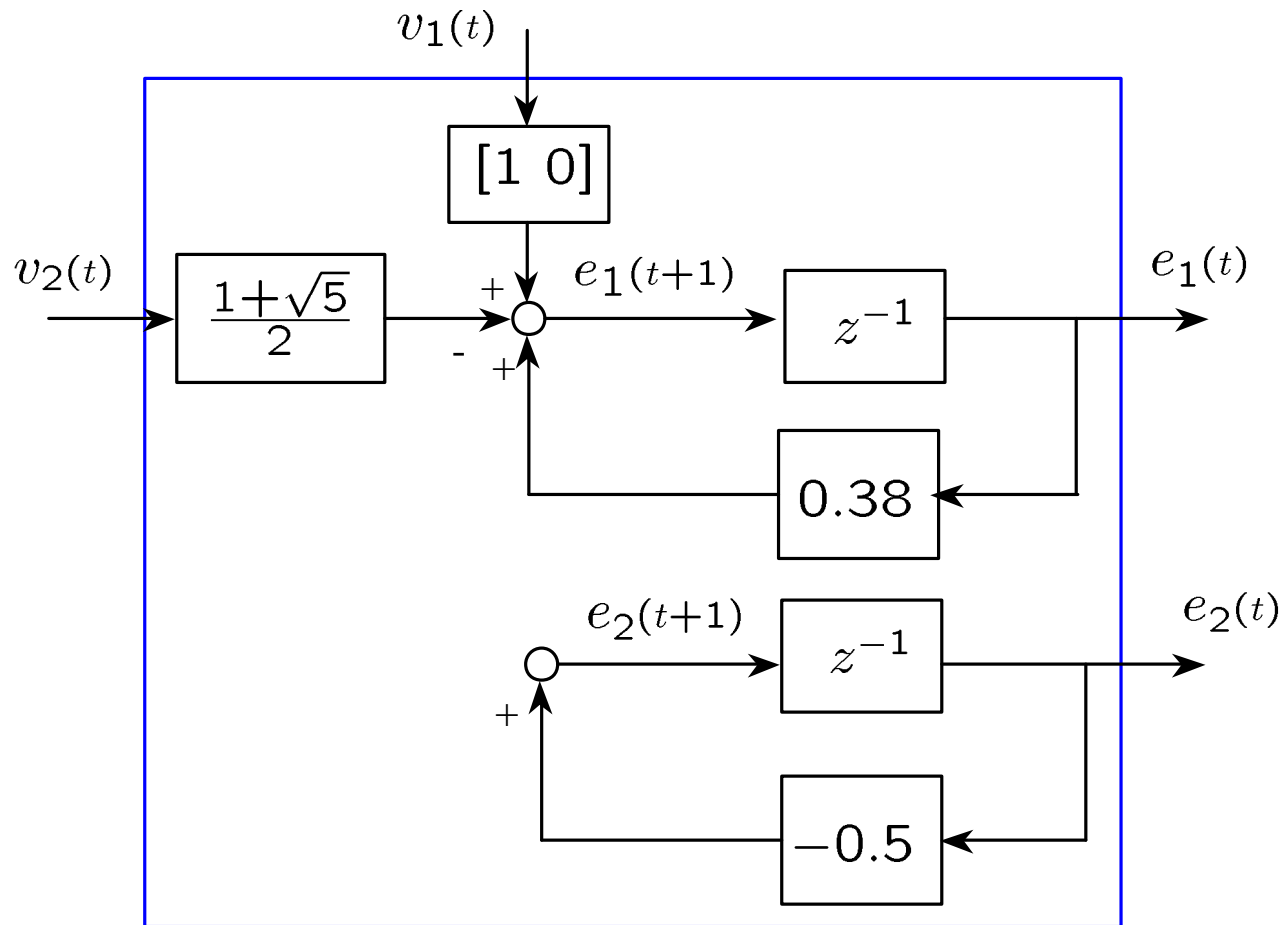 v₁(t)
[1 0]
v₂(t)
1+√5
2
+
-
+
e₁(t+1)
z⁻¹
e₁(t)
0.38
e₂(t+1)
z⁻¹
e₂(t)
+
−0.5